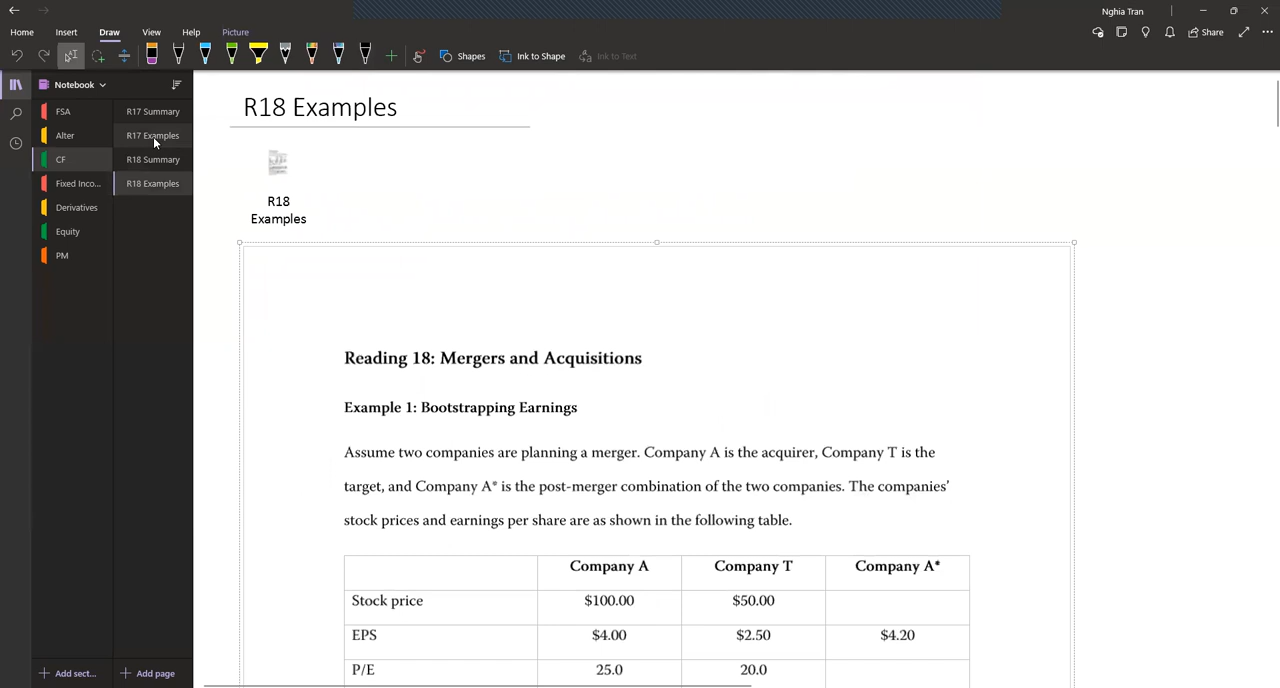 Nghia Tran
Home Insert Draw View Help Picture
Share
Shapes Ink to Shape Ink to Text
Notebook
FSA
Alter
CF
Fixed Inco...
Derivatives
Equity
PM
R17 Summary
R17 Examples
R18 Summary
R18 Examples
Add sect...
Add page
R18 Examples
R18
Examples
Reading 18: Mergers and Acquisitions
Example 1: Bootstrapping Earnings
Assume two companies are planning a merger. Company A is the acquirer, Company T is the
target, and Company A* is the post-merger combination of the two companies. The companies’
stock prices and earnings per share are as shown in the following table.
Company A Company T Company A*
Stock price $100.00 $50.00
EPS $4.00 $2.50 $4.20
P/E 25.0 20.0